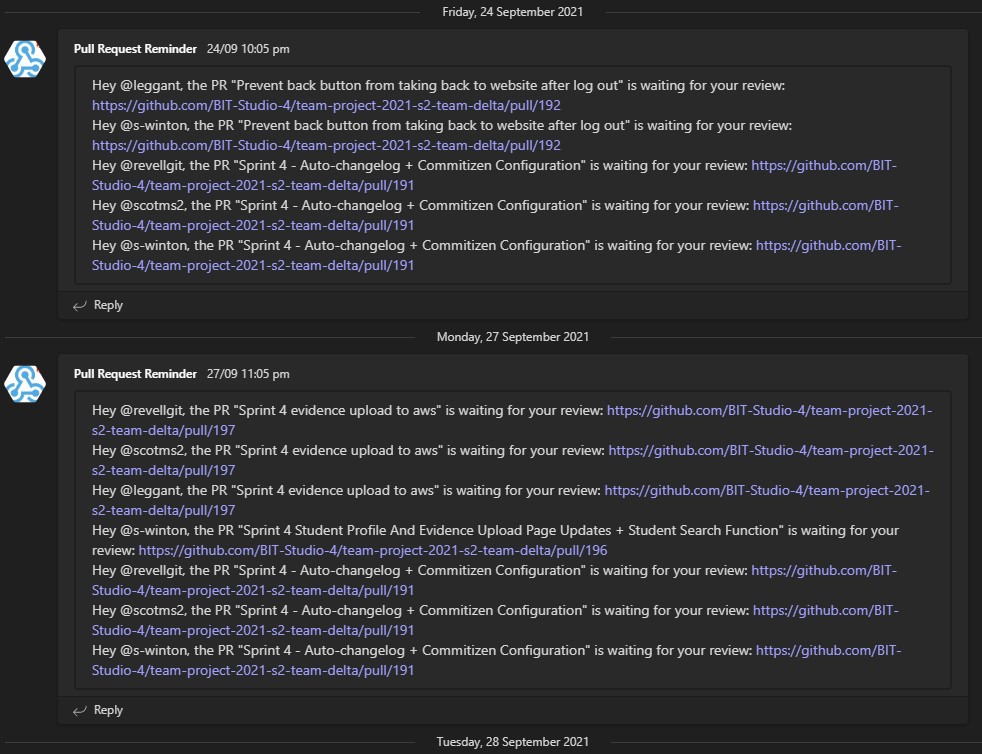 Friday, 24 September 2021
Pull Request Reminder 24/09 10:05 pm
Hey @leggant, the PR "Prevent back button from taking back to website after log out" is waiting for your review:
https://github.com/BIT-Studio-4/team-project-2021-s2-team-delta/pull/192
Hey @s-winton, the PR "Prevent back button from taking back to website after log out" is waiting for your review:
https://github.com/BIT-Studio-4/team-project-2021-s2-team-delta/pull/192
Hey @revellgit, the PR "Sprint 4 - Auto-changelog + Commitizen Configuration" is waiting for your review: https://github.com/BIT-
Studio-4/team-project-2021-s2-team-delta/pull/191
Hey @scotms2, the PR "Sprint 4 - Auto-changelog + Commitizen Configuration" is waiting for your review: https://github.com/BIT-
Studio-4/team-project-2021-s2-team-delta/pull/191
Hey @s-winton, the PR "Sprint 4 - Auto-changelog + Commitizen Configuration" is waiting for your review: https://github.com/BIT-
Studio-4/team-project-2021-s2-team-delta/pull/191
Reply
Monday, 27 September 2021
Pull Request Reminder 27/09 11:05 pm
Hey @revellgit, the PR "Sprint 4 evidence upload to aws" is waiting for your review: https://github.com/BIT-Studio-4/team-project-2021-
s2-team-delta/pull/197
Hey @scotms2, the PR "Sprint 4 evidence upload to aws" is waiting for your review: https://github.com/BIT-Studio-4/team-project-2021-
s2-team-delta/pull/197
Hey @leggant, the PR "Sprint 4 evidence upload to aws" is waiting for your review: https://github.com/BIT-Studio-4/team-project-2021-
s2-team-delta/pull/197
Hey @s-winton, the PR "Sprint 4 Student Profile And Evidence Upload Page Updates + Student Search Function" is waiting for your
review: https://github.com/BIT-Studio-4/team-project-2021-s2-team-delta/pull/196
Hey @revellgit, the PR "Sprint 4 - Auto-changelog + Commitizen Configuration" is waiting for your review: https://github.com/BIT-
Studio-4/team-project-2021-s2-team-delta/pull/191
Hey @scotms2, the PR "Sprint 4 - Auto-changelog + Commitizen Configuration" is waiting for your review: https://github.com/BIT-
Studio-4/team-project-2021-s2-team-delta/pull/191
Hey @s-winton, the PR "Sprint 4 - Auto-changelog + Commitizen Configuration" is waiting for your review: https://github.com/BIT-
Studio-4/team-project-2021-s2-team-delta/pull/191
Reply
Tuesday, 28 September 2021